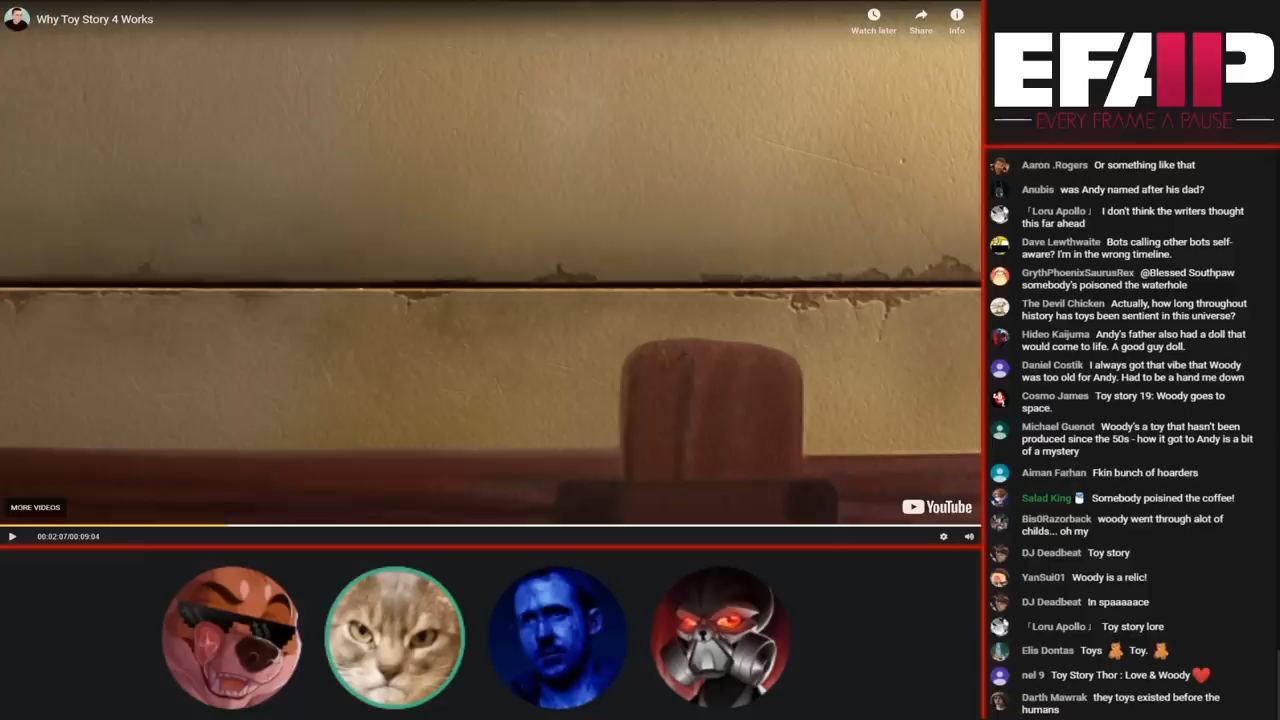 Why Toy Story 4 Works
Watch later
Share
Info
MORE VIDEOS
YouTube
00:02:07/00:09:04
EFAP
EVERY FRAME A PAUSE
Aaron .Rogers Or something like that
Anubis was Andy named after his dad?
「Loru Apollo」 I don't think the writers thought
this far ahead
Dave Lewthwaite Bots calling other bots self-
aware? I'm in the wrong timeline.
GrythPhoenixSaurusRex @Blessed Southpaw
somebody's poisoned the waterhole
The Devil Chicken Actually, how long throughout
history has toys been sentient in this universe?
Hideo Kaijuma Andy's father also had a doll that
would come to life. A good guy doll.
Daniel Costik I always got that vibe that Woody
was too old for Andy. Had to be a hand me down
Cosmo James Toy story 19: Woody goes to
space.
Michael Guenot Woody's a toy that hasn't been
produced since the 50s - how it got to Andy is a bit
of a mystery
Aiman Farhan Fkin bunch of hoarders
Salad King Somebody poisined the coffee!
Bis0Razorback woody went through alot of
childs... oh my
DJ Deadbeat Toy story
YanSui01 Woody is a relic!
DJ Deadbeat In spaaaaace
「Loru Apollo」 Toy story lore
Elis Dontas Toys 🧸 Toy. 🧸
nel 9 Toy Story Thor : Love & Woody❤️
Darth Mawrak they toys existed before the
humans